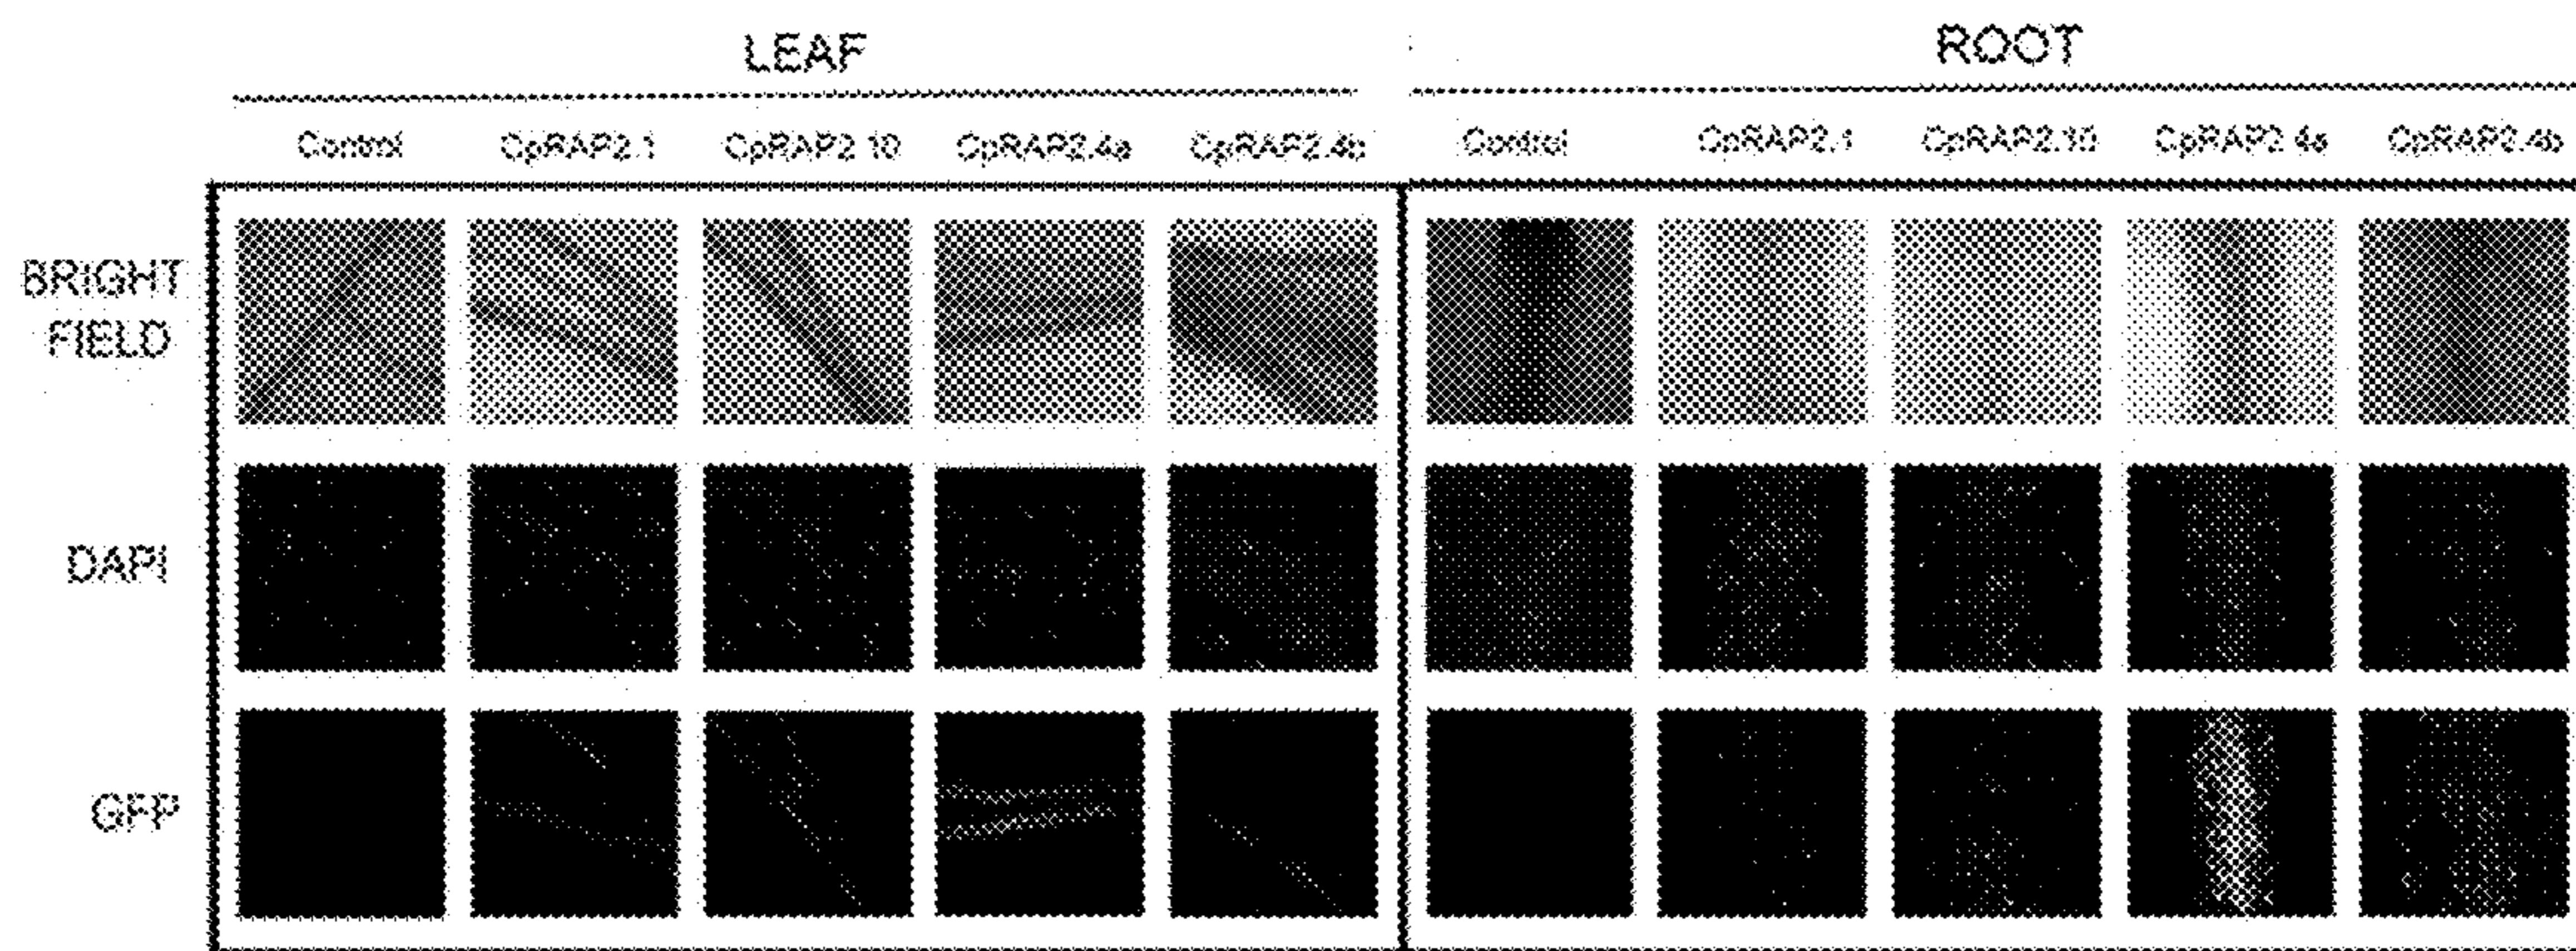 LEAF ROOT
Control CpRAP2.1 CpRAP2.10 CpRAP2.4a CpRAP2.4b Control CpRAP2.1 CpRAP2.10 CpRAP2.4a CpRAP2.4b
BRIGHT
FIELD
DAPI
GFP